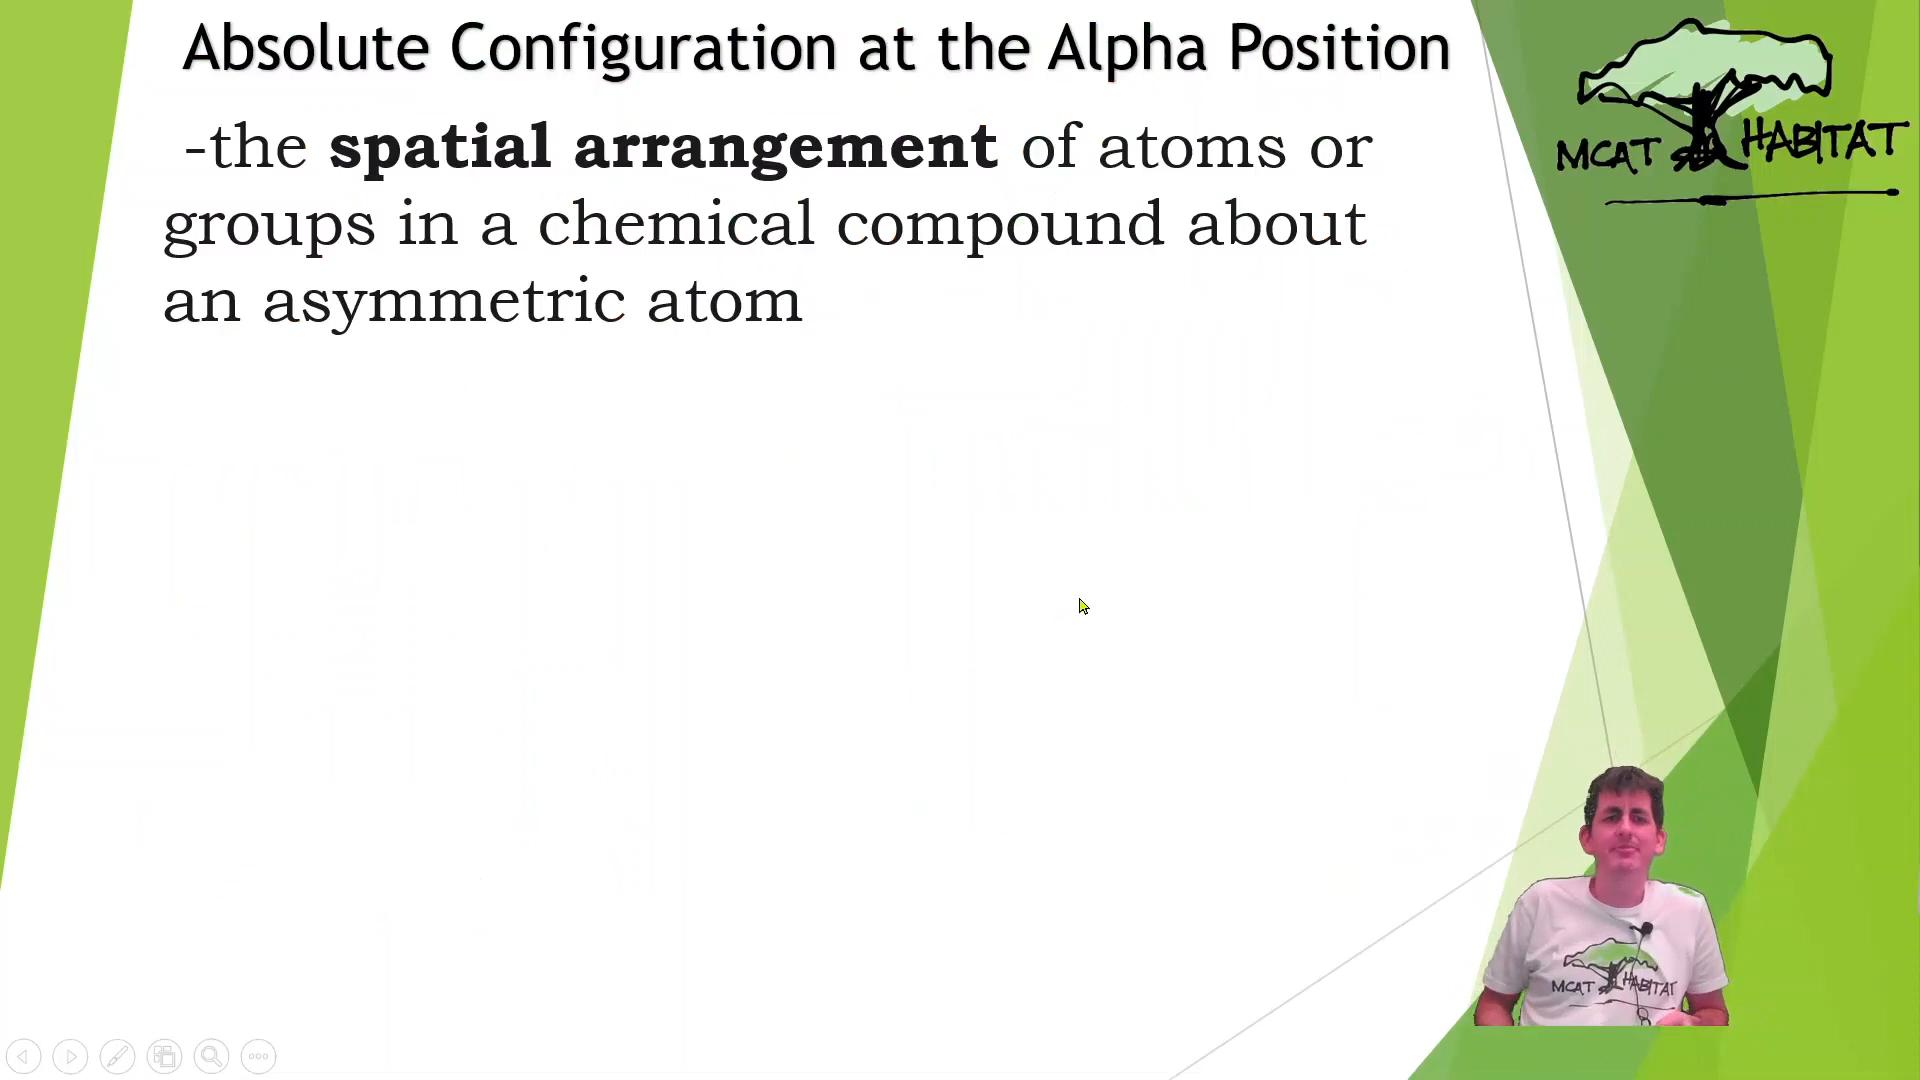 Absolute Configuration at the Alpha Position
-the spatial arrangement of atoms or
groups in a chemical compound about
an asymmetric atom
MCAT HABITAT
MCAT HABITAT